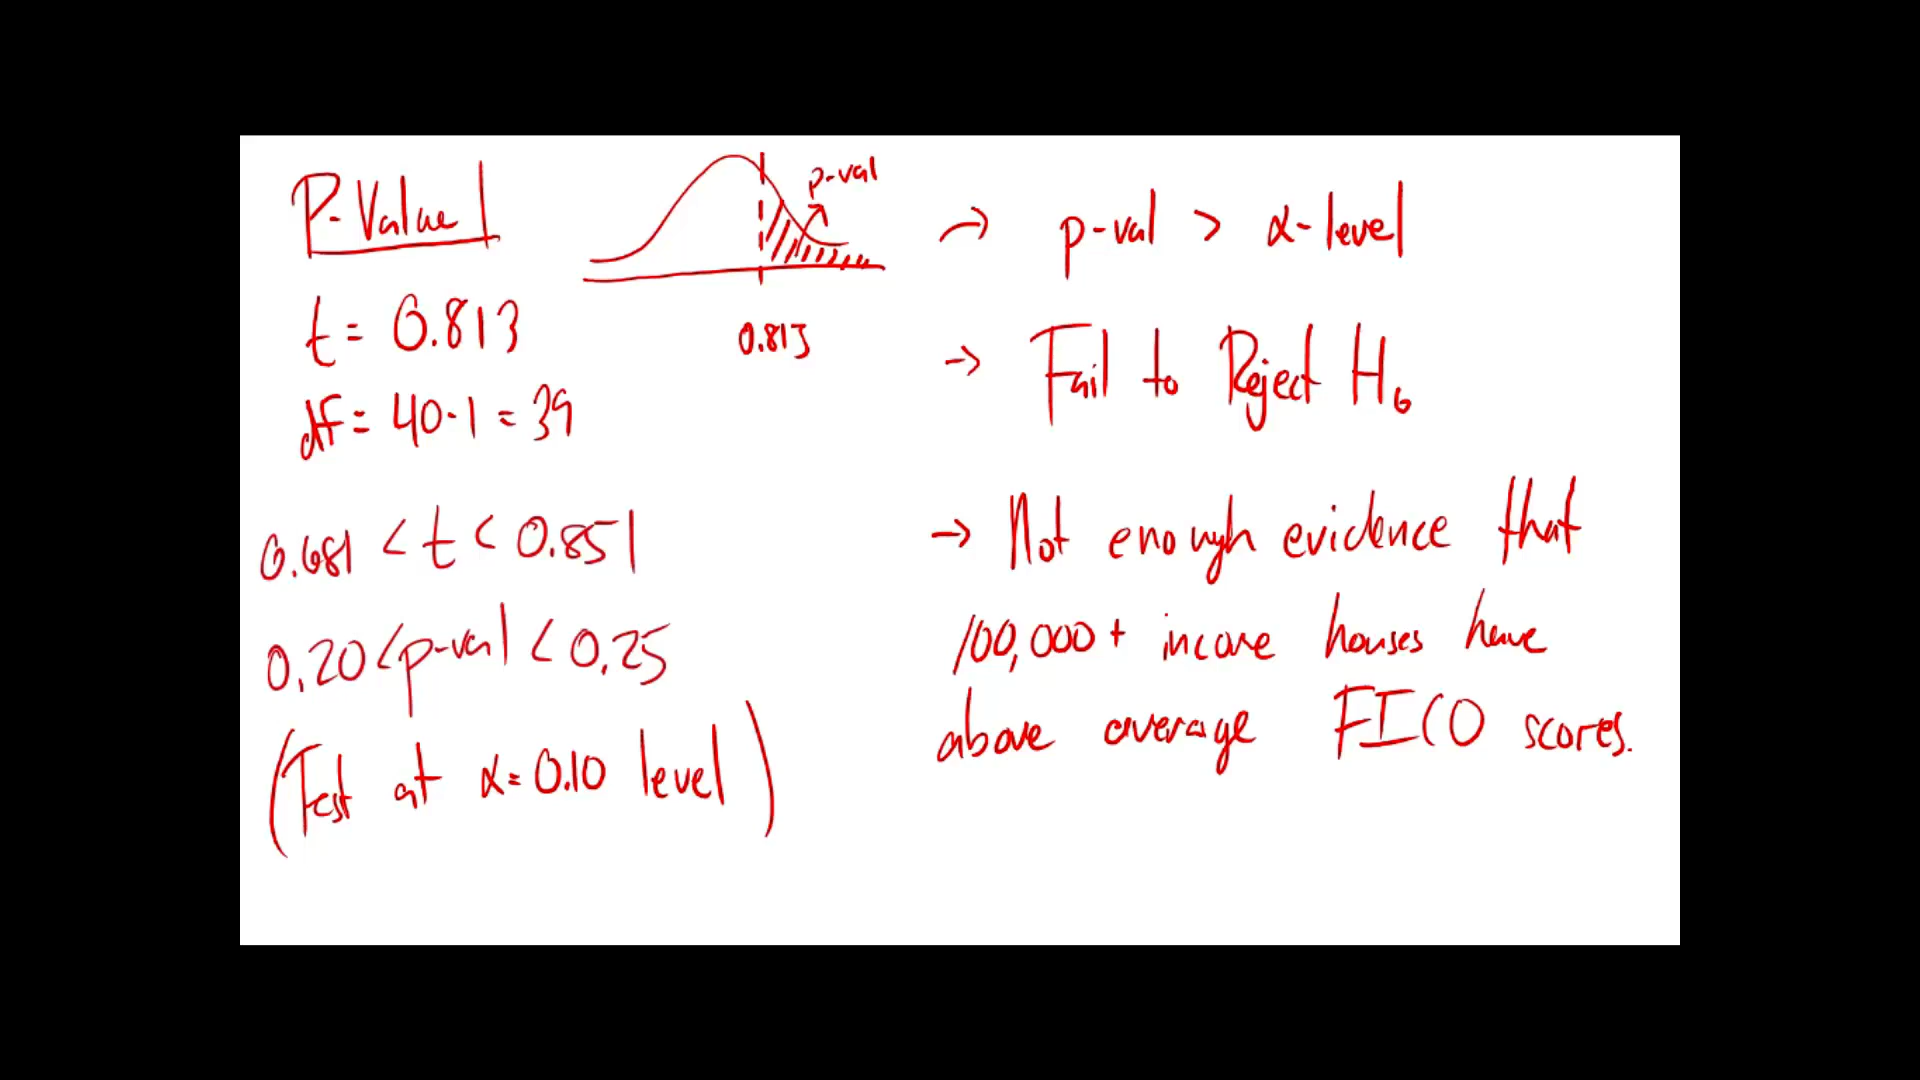 P-Value
t = 0.813
df = 40-1 = 39
0.681 < t < 0.851
0.20 < p-val < 0.25
(Test at α = 0.10 level)
p-val
0.813
→ p-val > α-level
→ Fail to Reject H₀
→ Not enough evidence that
100,000+ income houses have
above average FICO scores.